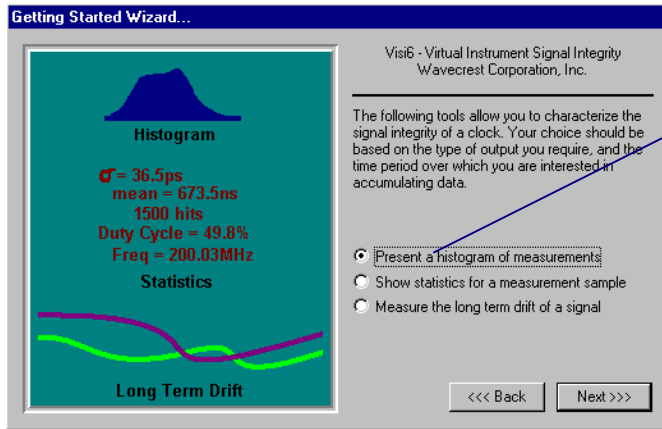 Getting Started Wizard...
Histogram
σ = 36.5ps
mean = 673.5ns
1500 hits
Duty Cycle = 49.8%
Freq = 200.03MHz
Statistics
Long Term Drift
Visi6 - Virtual Instrument Signal Integrity
Wavecrest Corporation, Inc.
The following tools allow you to characterize the
signal integrity of a clock. Your choice should be
based on the type of output you require, and the
time period over which you are interested in
accumulating data.
Present a histogram of measurements
Show statistics for a measurement sample
Measure the long term drift of a signal
<<< Back
Next >>>